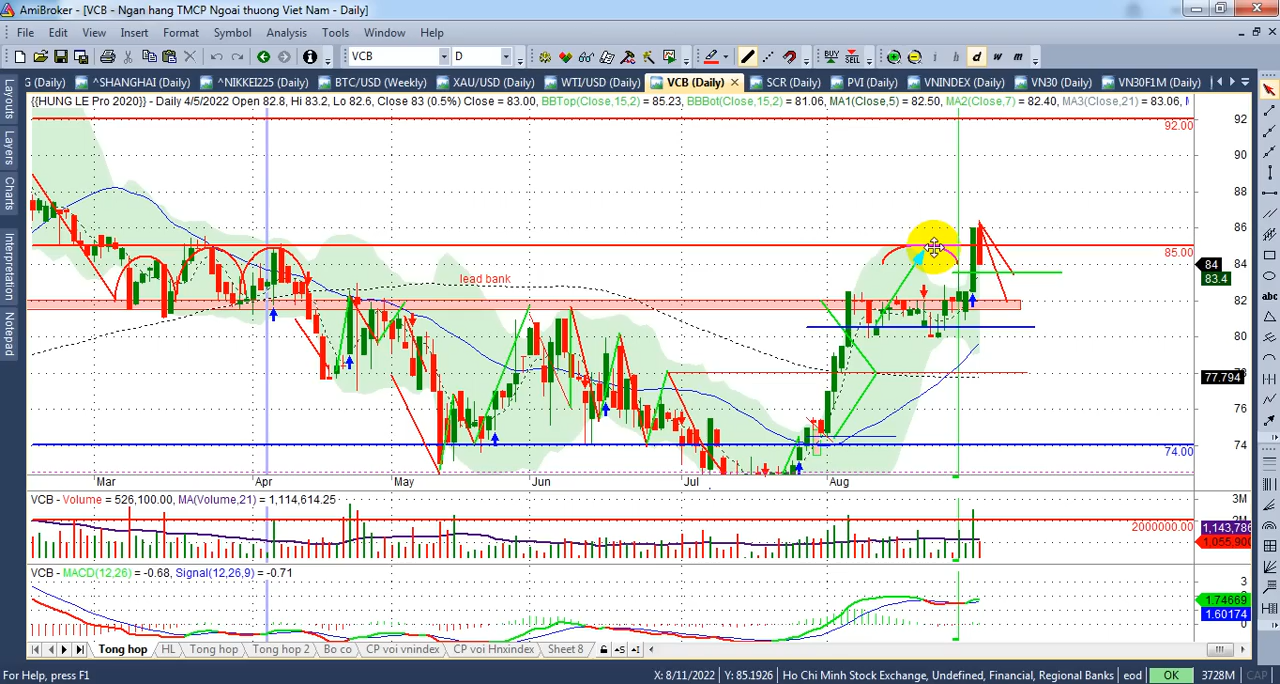 AmiBroker - [VCB - Ngan hang TMCP Ngoai thuong Viet Nam - Daily]
File Edit View Insert Format Symbol Analysis Tools Window Help
VCB D BUY SELL i h d w m
G (Daily) ^SHANGHAI (Daily) ^NIKKEI225 (Daily) BTC/USD (Weekly) XAU/USD (Daily) WTI/USD (Daily) VCB (Daily) SCR (Daily) PVI (Daily) VNINDEX (Daily) VN30 (Daily) VN30F1M (Daily)
Layouts
Layers
Charts
Interpretation
Notepad
{{HUNG LE Pro 2020}} - Daily 4/5/2022 Open 82.8, Hi 83.2, Lo 82.6, Close 83 (0.5%) Close = 83.00, BBTop(Close,15,2) = 85.23, BBBot(Close,15,2) = 81.06, MA1(Close,5) = 82.50, MA2(Close,7) = 82.40, MA3(Close,21) = 83.06,
92
92.00
90
88
86
85.00
84
84
83.4
lead bank
82
80
77.794
76
74
74.00
Mar Apr May Jun Jul Aug
VCB - Volume = 526,100.00, MA(Volume,21) = 1,114,614.25
3M
2000000.00
1,143,786
1,055,900
VCB - MACD(12,26) = -0.68, Signal(12,26,9) = -0.71
3
1.74669
1.60174
0
Tong hop HL Tong hop Tong hop 2 Bo co CP voi vnindex CP voi Hnxindex Sheet 8
abc
For Help, press F1 X: 8/11/2022 Y: 85.1926 Ho Chi Minh Stock Exchange, Undefined, Financial, Regional Banks eod OK 3728M CAP